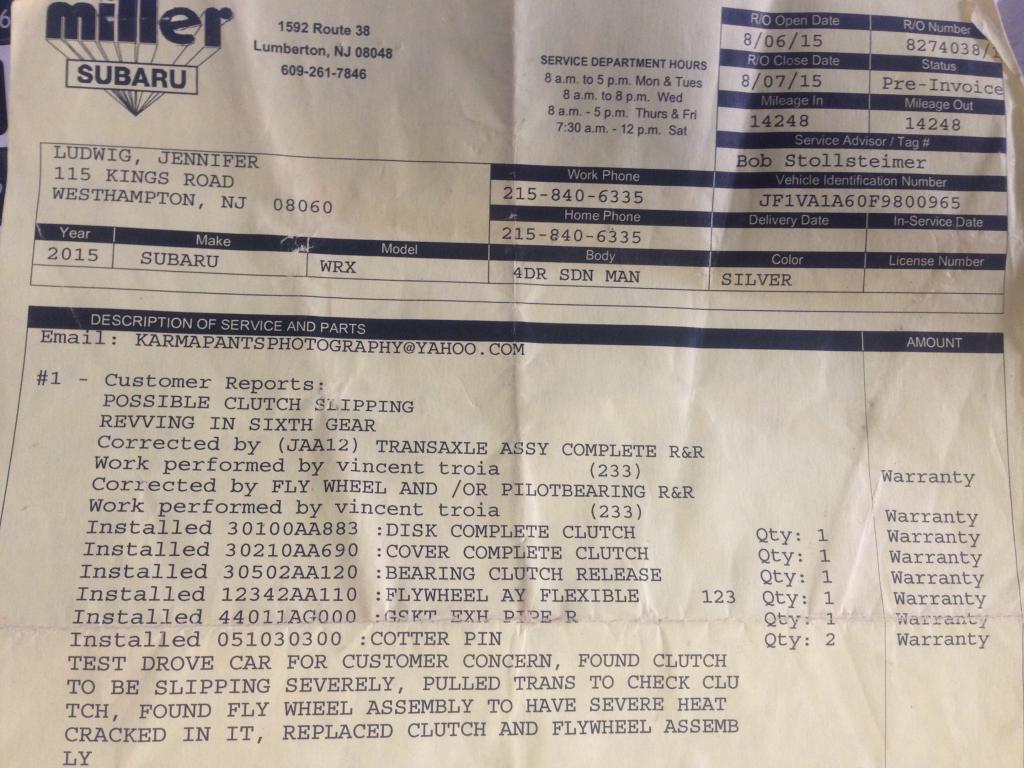 miller
SUBARU
1592 Route 38
Lumberton, NJ 08048
609-261-7846
SERVICE DEPARTMENT HOURS
8 a.m. to 5 p.m. Mon & Tues
8 a.m. to 8 p.m. Wed
8 a.m. - 5 p.m. Thurs & Fri
7:30 a.m. - 12 p.m. Sat
R/O Open Date R/O Number
8/06/15 8274038/1
R/O Close Date Status
8/07/15 Pre-Invoice
Mileage In Mileage Out
14248 14248
Service Advisor / Tag #
Bob Stollsteimer
Vehicle Identification Number
JF1VA1A60F9800965
Delivery Date In-Service Date
LUDWIG, JENNIFER
115 KINGS ROAD
WESTHAMPTON, NJ 08060
Work Phone
215-840-6335
Home Phone
215-840-6335
Year Make Model Body Color License Number
2015 SUBARU WRX 4DR SDN MAN SILVER
DESCRIPTION OF SERVICE AND PARTS AMOUNT
Email: KARMAPANTSPHOTOGRAPHY@YAHOO.COM
#1 - Customer Reports:
POSSIBLE CLUTCH SLIPPING
REVVING IN SIXTH GEAR
Corrected by (JAA12) TRANSAXLE ASSY COMPLETE R&R
Work performed by vincent troia (233) Warranty
Corrected by FLY WHEEL AND /OR PILOTBEARING R&R
Work performed by vincent troia (233) Warranty
Installed 30100AA883 :DISK COMPLETE CLUTCH Qty: 1 Warranty
Installed 30210AA690 :COVER COMPLETE CLUTCH Qty: 1 Warranty
Installed 30502AA120 :BEARING CLUTCH RELEASE Qty: 1 Warranty
Installed 12342AA110 :FLYWHEEL AY FLEXIBLE 123 Qty: 1 Warranty
Installed 44011AG000 :GSKT EXH PIPE R Qty: 1 Warranty
Installed 051030300 :COTTER PIN Qty: 2 Warranty
TEST DROVE CAR FOR CUSTOMER CONCERN, FOUND CLUTCH
TO BE SLIPPING SEVERELY, PULLED TRANS TO CHECK CLU
TCH, FOUND FLY WHEEL ASSEMBLY TO HAVE SEVERE HEAT
CRACKED IN IT, REPLACED CLUTCH AND FLYWHEEL ASSEMB
LY